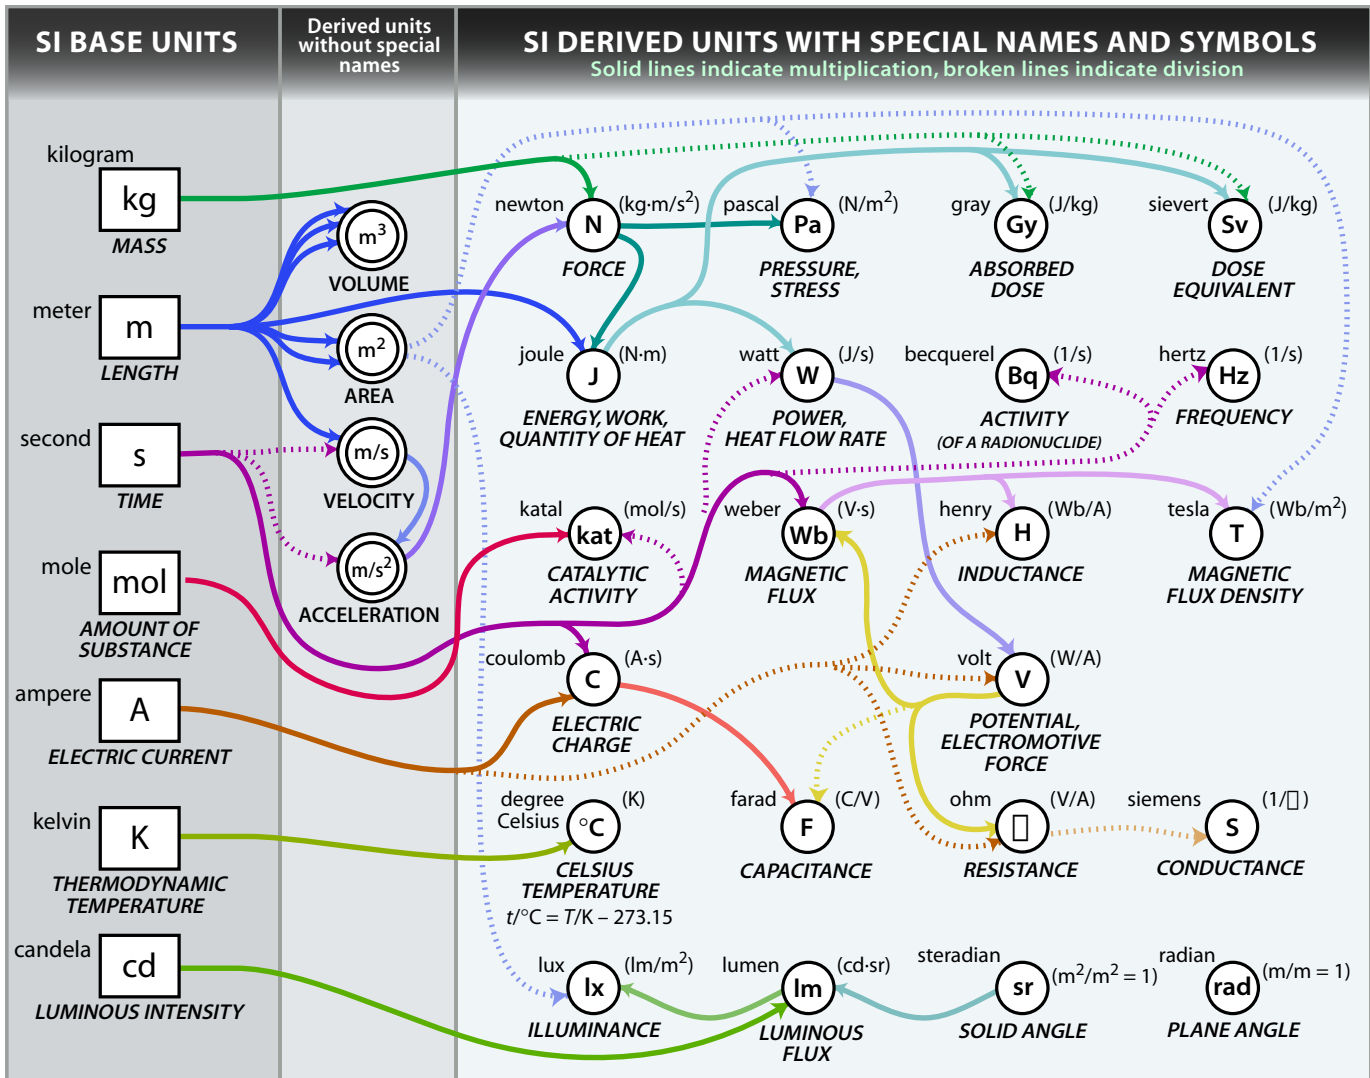 SI BASE UNITS
Derived units
without special
names
SI DERIVED UNITS WITH SPECIAL NAMES AND SYMBOLS
Solid lines indicate multiplication, broken lines indicate division
kilogram
kg
MASS
meter
m
LENGTH
second
s
TIME
mole
mol
AMOUNT OF
SUBSTANCE
ampere
A
ELECTRIC CURRENT
kelvin
K
THERMODYNAMIC
TEMPERATURE
candela
cd
LUMINOUS INTENSITY
m³
VOLUME
m²
AREA
m/s
VELOCITY
m/s²
ACCELERATION
newton
N
(kg·m/s²)
FORCE
pascal
Pa
(N/m²)
PRESSURE,
STRESS
gray
Gy
(J/kg)
ABSORBED
DOSE
sievert
Sv
(J/kg)
DOSE
EQUIVALENT
joule
J
(N·m)
ENERGY, WORK,
QUANTITY OF HEAT
watt
W
(J/s)
POWER,
HEAT FLOW RATE
becquerel
Bq
(1/s)
ACTIVITY
(OF A RADIONUCLIDE)
hertz
Hz
(1/s)
FREQUENCY
katal
kat
(mol/s)
CATALYTIC
ACTIVITY
weber
Wb
(V·s)
MAGNETIC
FLUX
henry
H
(Wb/A)
INDUCTANCE
tesla
T
(Wb/m²)
MAGNETIC
FLUX DENSITY
coulomb
C
(A·s)
ELECTRIC
CHARGE
volt
V
(W/A)
POTENTIAL,
ELECTROMOTIVE
FORCE
degree
Celsius
°C
(K)
CELSIUS
TEMPERATURE
t/°C = T/K – 273.15
farad
F
(C/V)
CAPACITANCE
ohm
▯
(V/A)
RESISTANCE
siemens
S
(1/▯)
CONDUCTANCE
lux
lx
(lm/m²)
ILLUMINANCE
lumen
lm
(cd·sr)
LUMINOUS
FLUX
steradian
sr
(m²/m² = 1)
SOLID ANGLE
radian
rad
(m/m = 1)
PLANE ANGLE